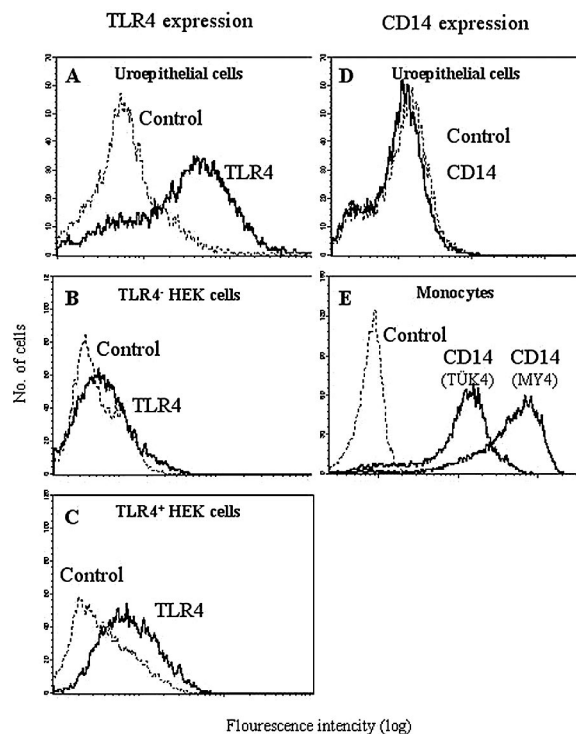 TLR4 expression
CD14 expression
A
Uroepithelial cells
Control
TLR4
D
Uroepithelial cells
Control
CD14
B
TLR4⁻ HEK cells
Control
TLR4
E
Monocytes
Control
CD14
(TÜK4)
CD14
(MY4)
C
TLR4⁺ HEK cells
Control
TLR4
No. of cells
Flourescence intencity (log)